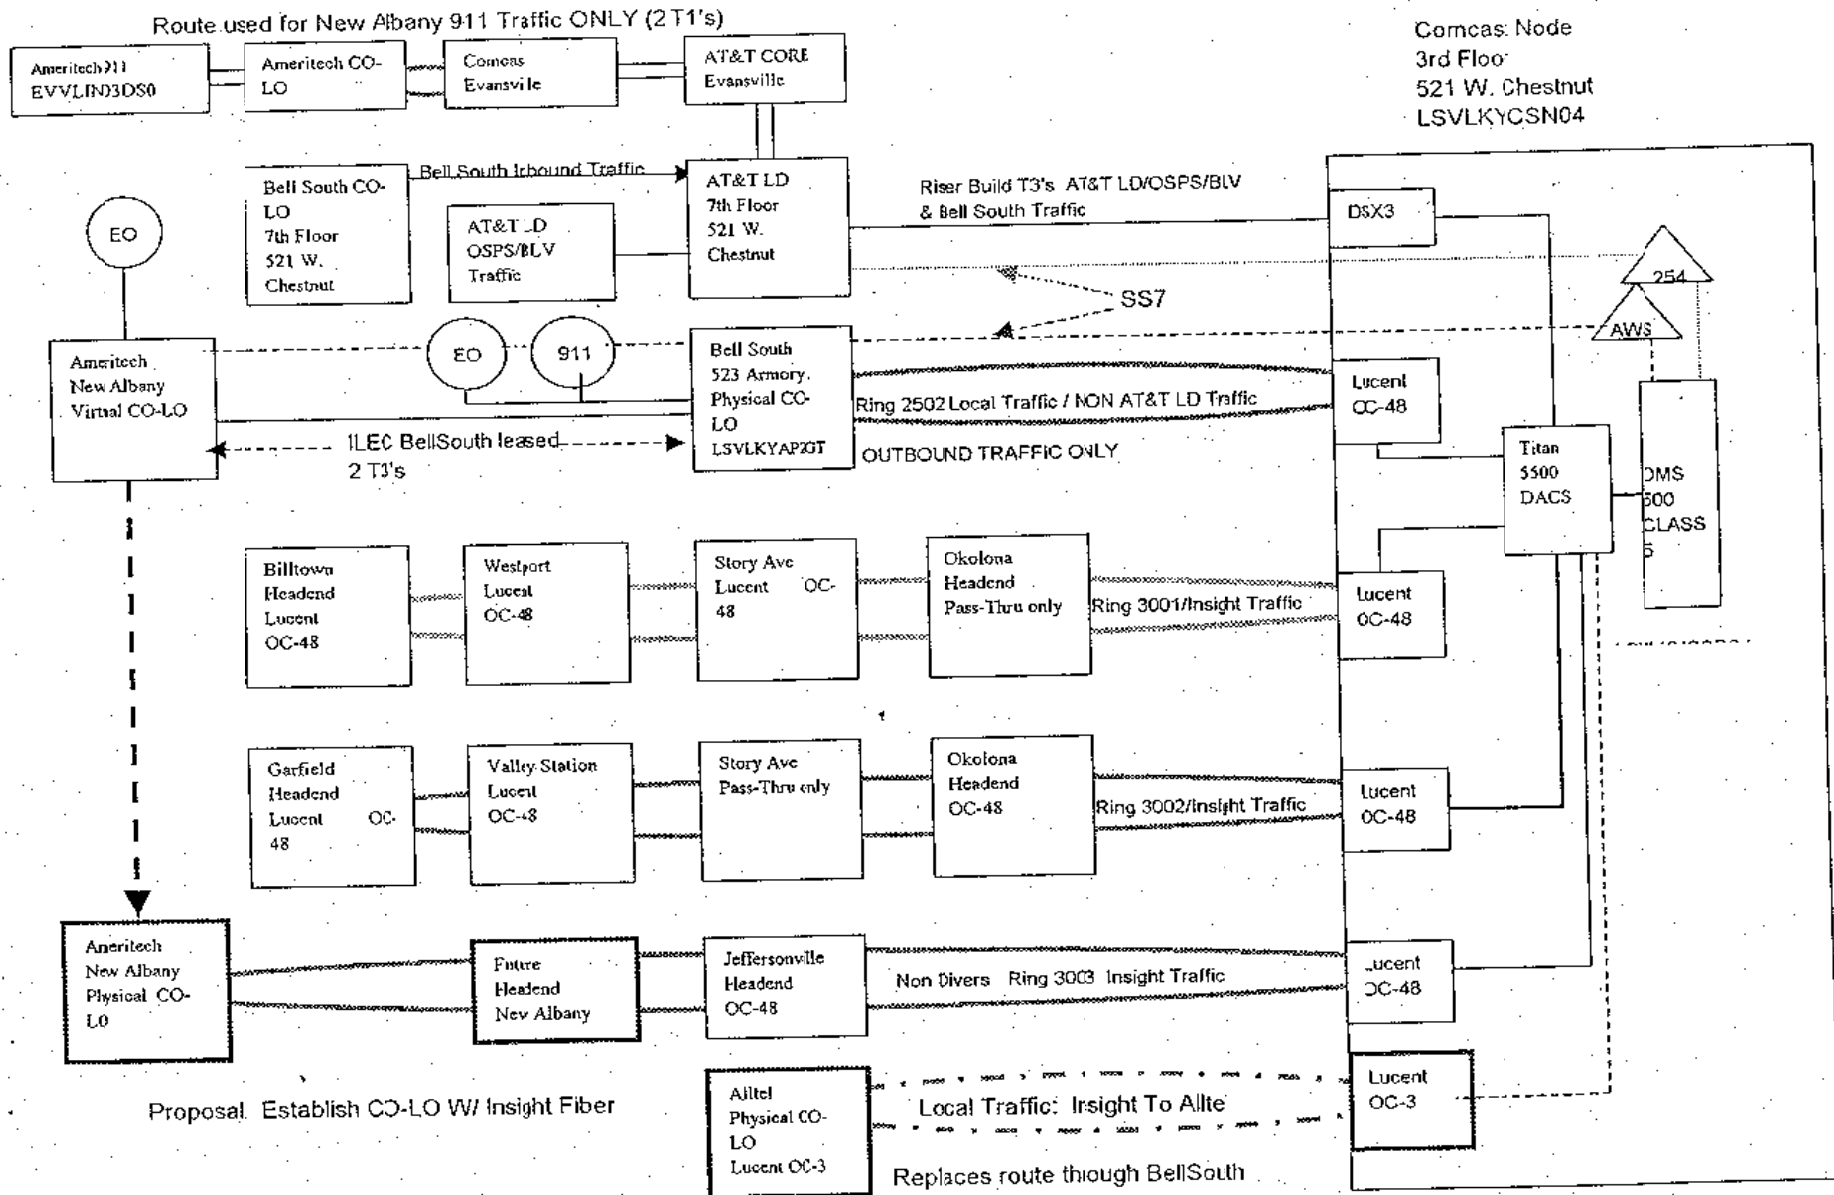 Route used for New Albany 911 Traffic ONLY (2 T1's)
Comcas Node
3rd Floo
521 W. Chestnut
LSVLKYCSN04
Ameritech 911
EVVLIN03DS0
Ameritech CO-
LO
Comcas
Evansville
AT&T CORE
Evansville
Bell South CO-
LO
7th Floor
521 W.
Chestnut
Bell South Inbound Traffic
AT&T LD
OSPS/BLV
Traffic
AT&T LD
7th Floor
521 W.
Chestnut
Riser Build T3's AT&T LD/OSPS/BLV
& Bell South Traffic
DSX3
254
AWS
SS7
EO
Ameritech
New Albany
Virtual CO-LO
EO
911
Bell South
523 Armory.
Physical CO-
LO
Ring 2502 Local Traffic / NON AT&T LD Traffic
OUTBOUND TRAFFIC ONLY
Lucent
OC-48
ILEC BellSouth leased
2 T1's
Titan
5500
DACS
DMS
500
CLASS
5
Billtown
Headend
Lucent
OC-48
Westport
Lucent
OC-48
Story Ave
Lucent OC-
48
Okolona
Headend
Pass-Thru only
Ring 3001/Insight Traffic
Lucent
OC-48
Garfield
Headend
Lucent OC-
48
Valley Station
Lucent
OC-48
Story Ave
Pass-Thru only
Okolona
Headend
OC-48
Ring 3002/Insight Traffic
Lucent
OC-48
Aneritech
New Albany
Physical CO-
LO
Future
Headend
New Albany
Jeffersonville
Headend
OC-48
Non Divers Ring 3003 Insight Traffic
Lucent
OC-48
Proposal Establish CO-LO W/ Insight Fiber
Alltel
Physical CO-
LO
Lucent OC-3
Local Traffic: Insight To Allte
Lucent
OC-3
Replaces route through BellSouth